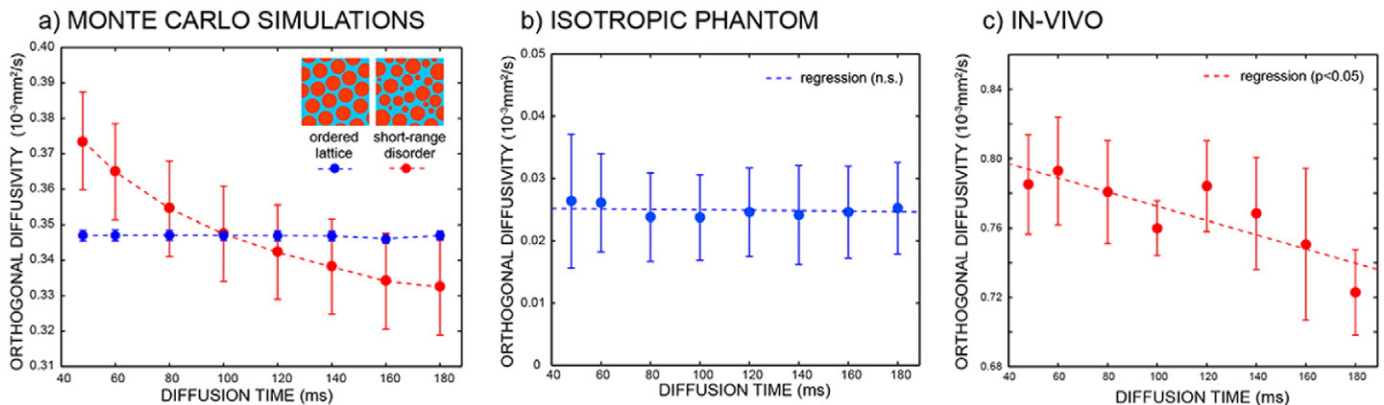 a) MONTE CARLO SIMULATIONS
ORTHOGONAL DIFFUSIVITY (10⁻³mm²/s)
0.40
0.39
0.38
0.37
0.36
0.35
0.34
0.33
0.32
0.31
ordered lattice
short-range disorder
40 60 80 100 120 140 160 180
DIFFUSION TIME (ms)
b) ISOTROPIC PHANTOM
ORTHOGONAL DIFFUSIVITY (10⁻³mm²/s)
0.05
0.04
0.03
0.02
0.01
0
regression (n.s.)
40 60 80 100 120 140 160 180
DIFFUSION TIME (ms)
c) IN-VIVO
ORTHOGONAL DIFFUSIVITY (10⁻³mm²/s)
0.84
0.80
0.76
0.72
0.68
regression (p<0.05)
40 60 80 100 120 140 160 180
DIFFUSION TIME (ms)